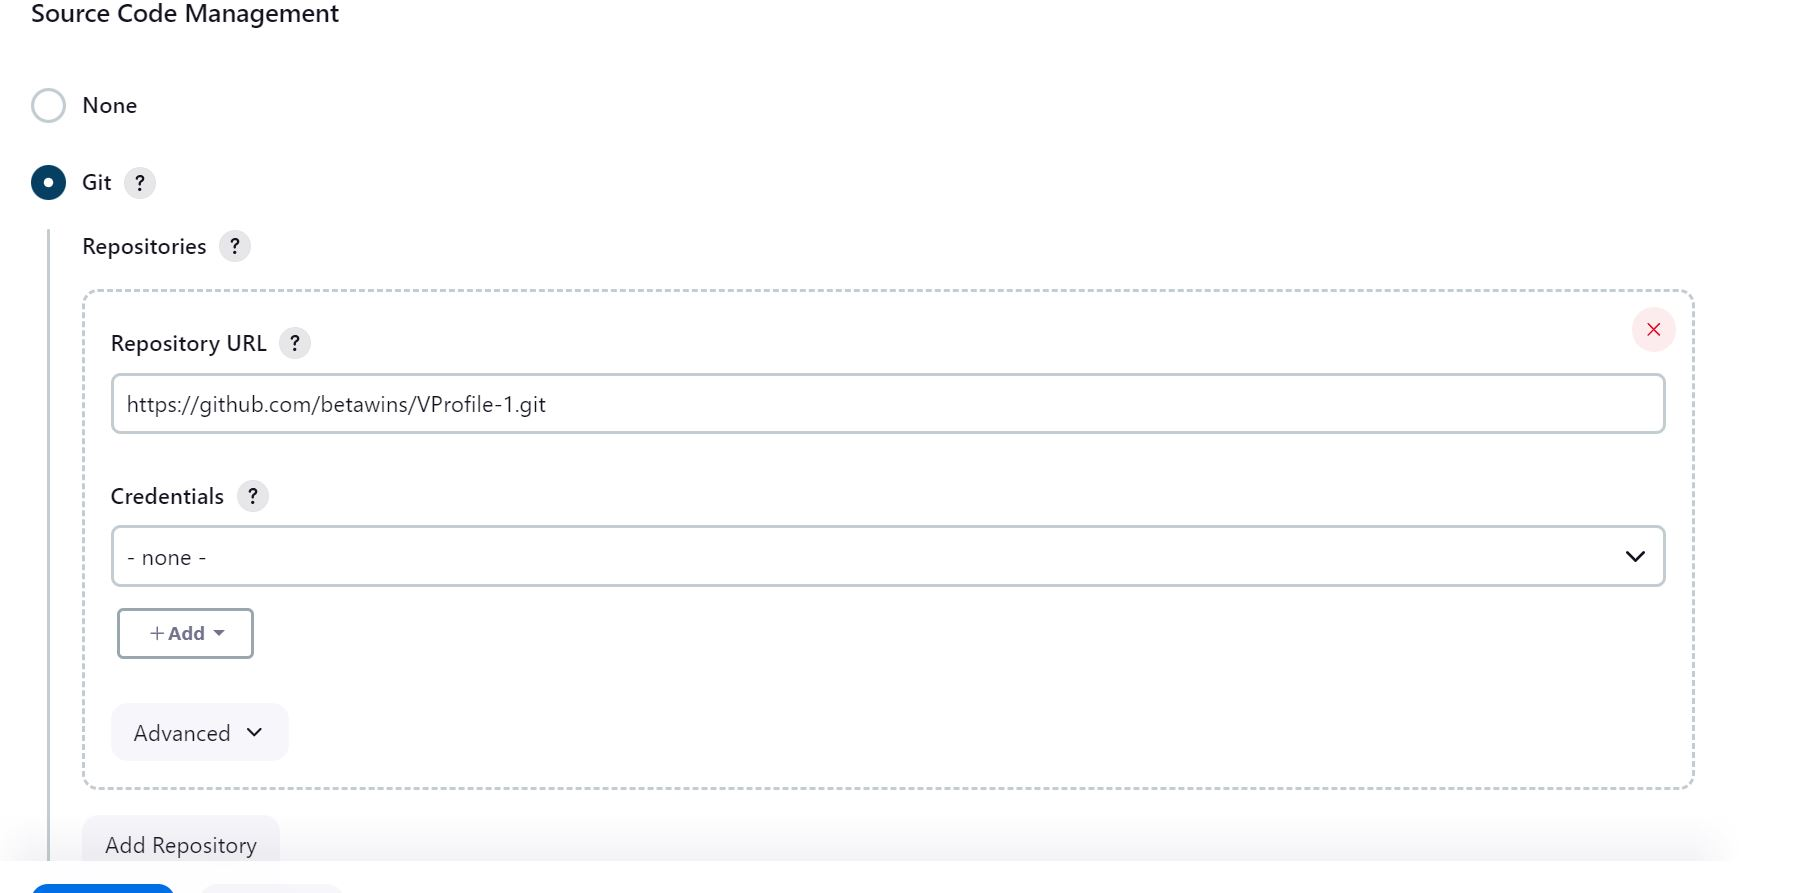 Source Code Management
None
Git ?
Repositories ?
Repository URL ?
https://github.com/betawins/VProfile-1.git
Credentials ?
- none -
+ Add
Advanced
Add Repository